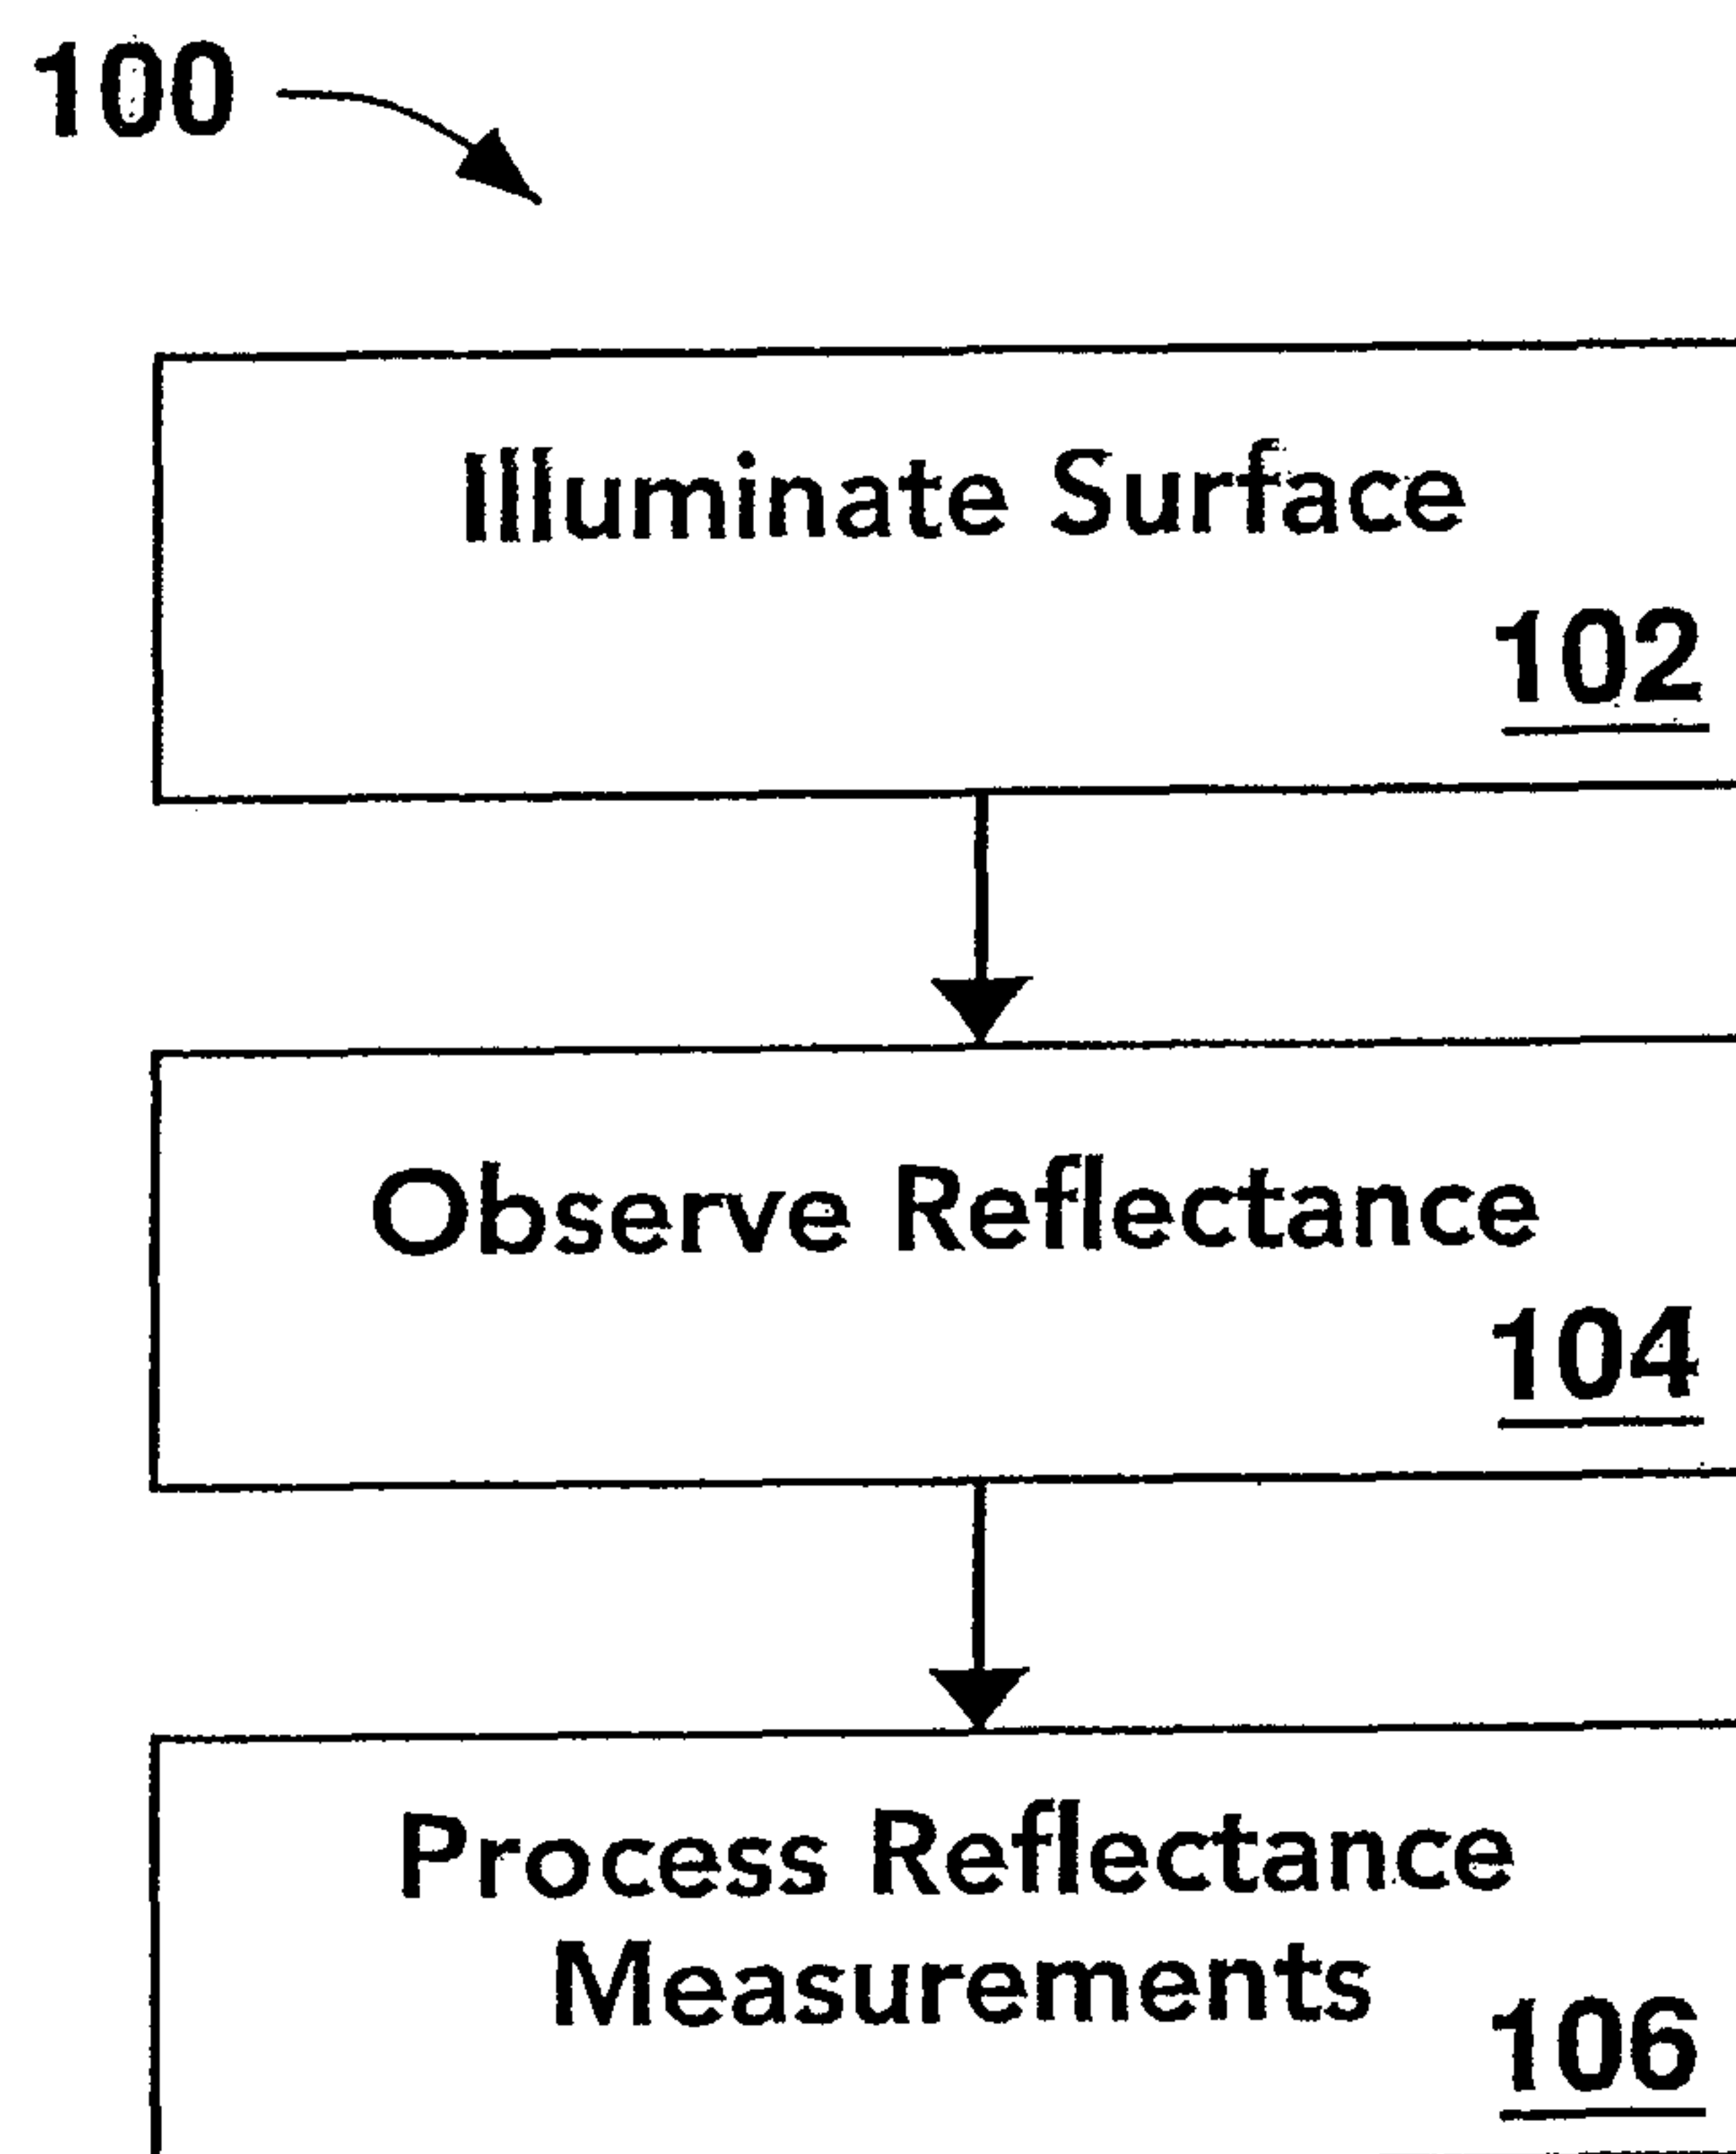 100
Illuminate Surface
102
Observe Reflectance
104
Process Reflectance
Measurements
106